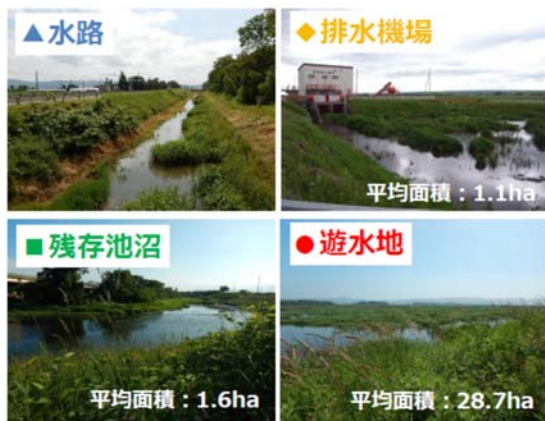 ▲水路
◆排水機場
平均面積：1.1ha
■残存池沼
平均面積：1.6ha
●遊水地
平均面積：28.7ha